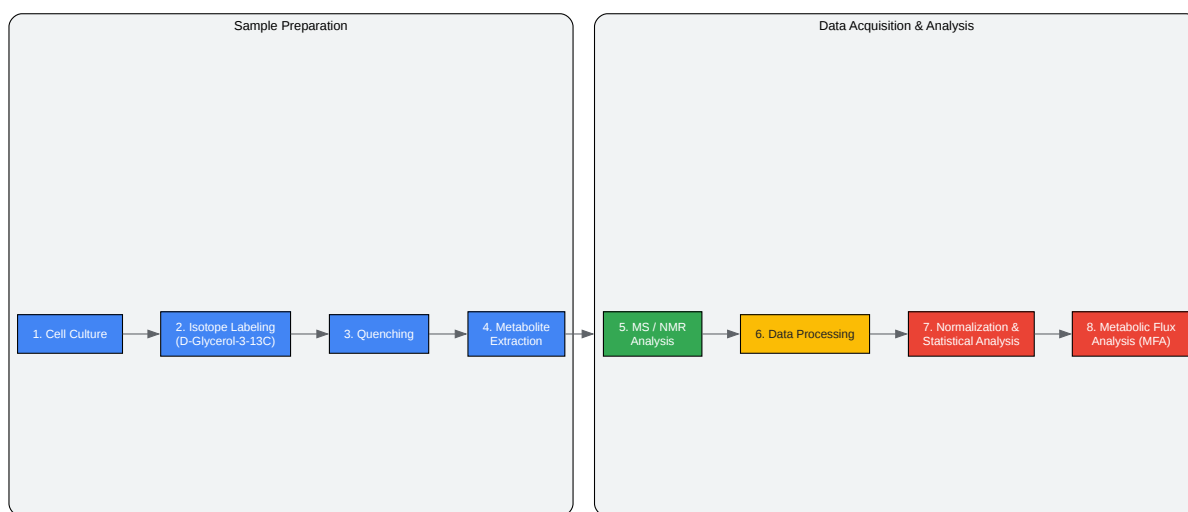 Sample Preparation
Data Acquisition & Analysis
1. Cell Culture
2. Isotope Labeling
(D-Glycerol-3-13C)
3. Quenching
4. Metabolite
Extraction
5. MS / NMR
Analysis
6. Data Processing
7. Normalization &
Statistical Analysis
8. Metabolic Flux
Analysis (MFA)